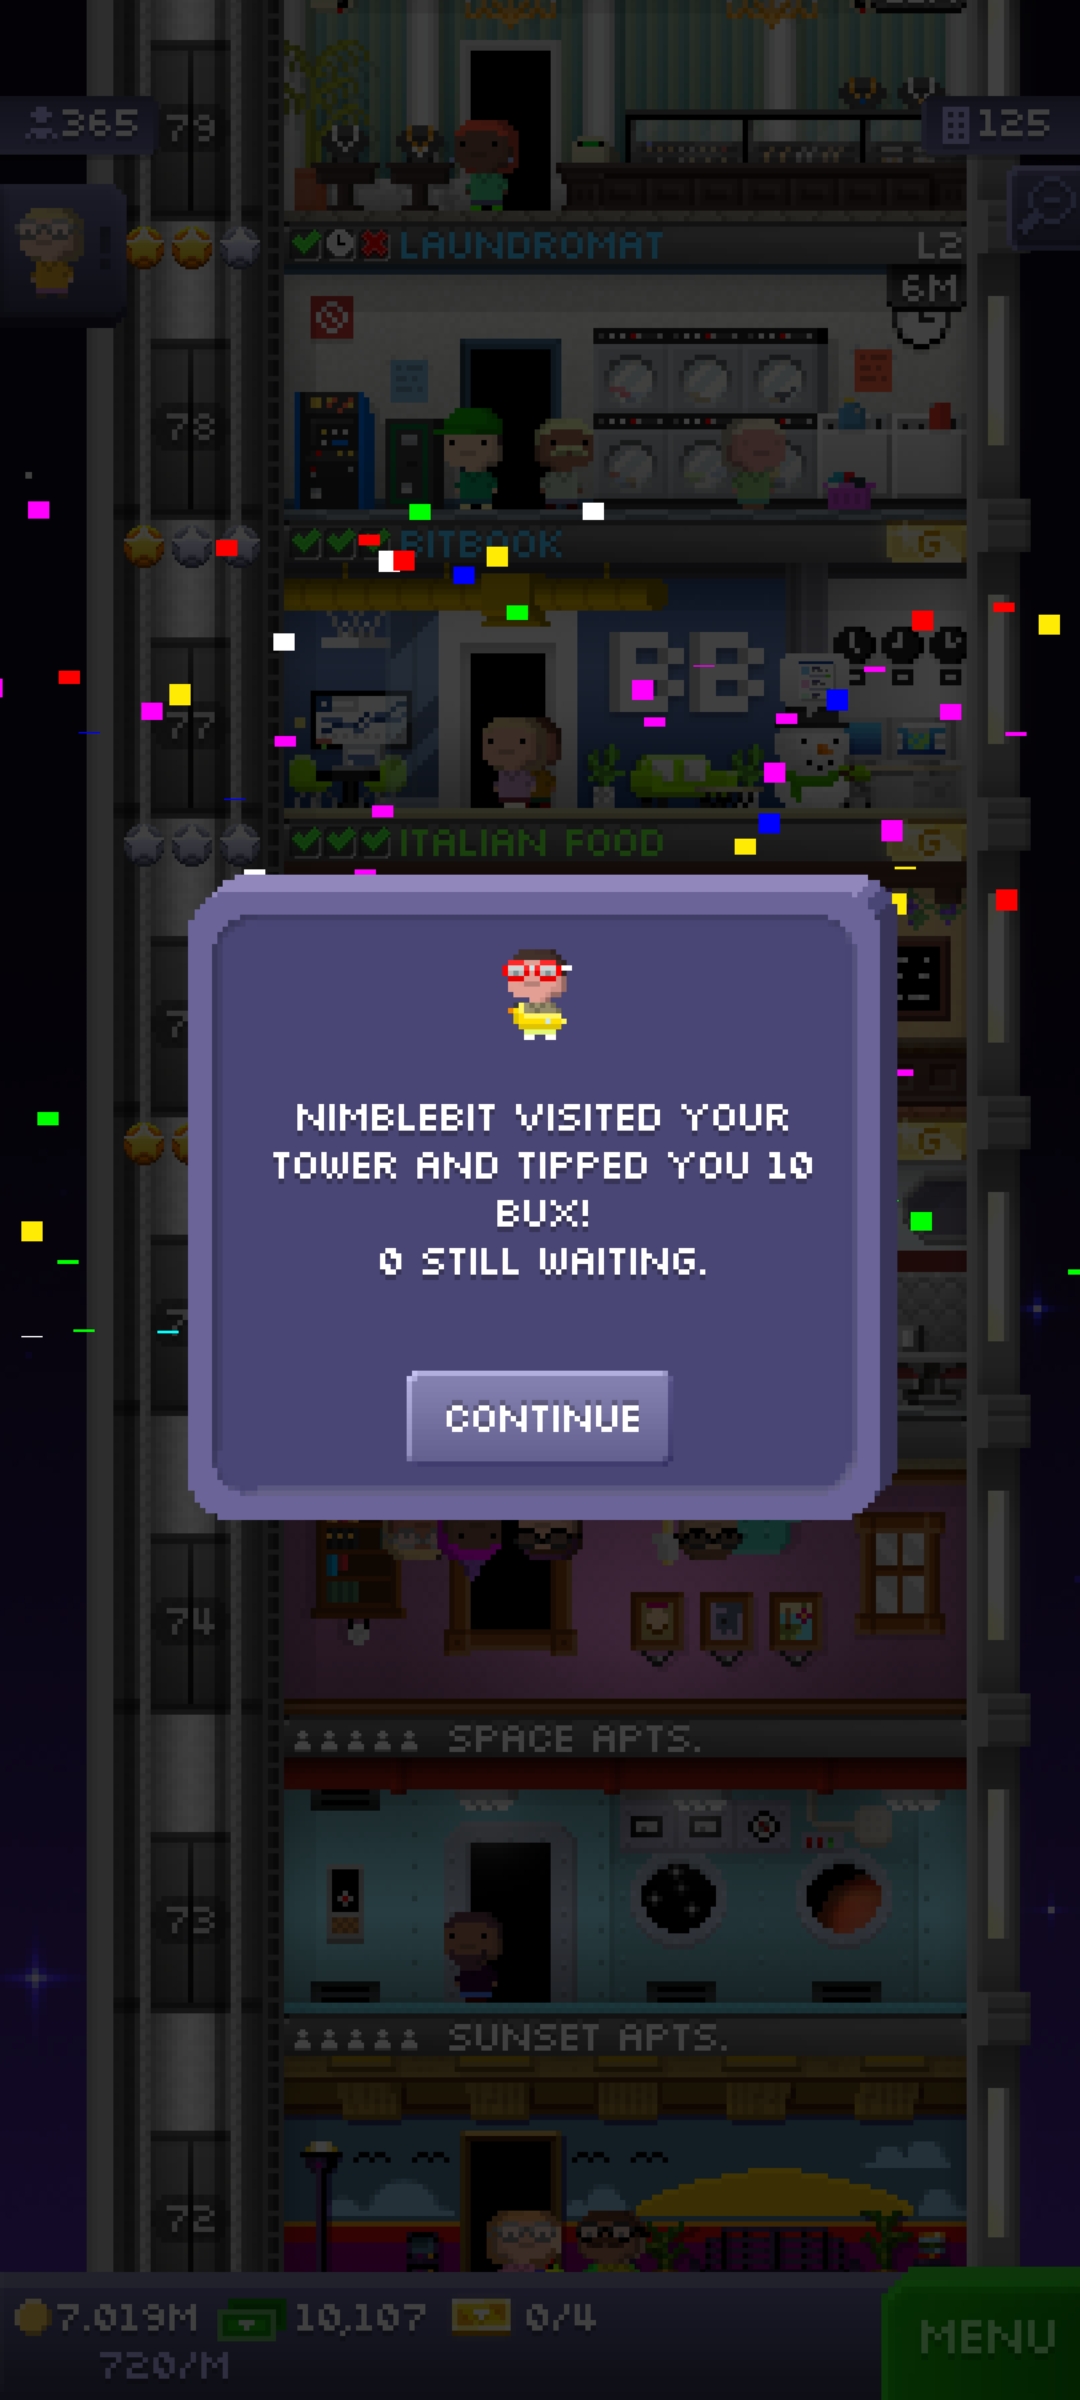 365
79
125
LAUNDROMAT
L2
6M
78
BITBOOK
G
BB
77
ITALIAN FOOD
G
NIMBLEBIT VISITED YOUR
TOWER AND TIPPED YOU 10
BUX!
0 STILL WAITING.
G
CONTINUE
74
SPACE APTS.
73
SUNSET APTS.
72
7.019M
10,107
0/4
MENU
720/M